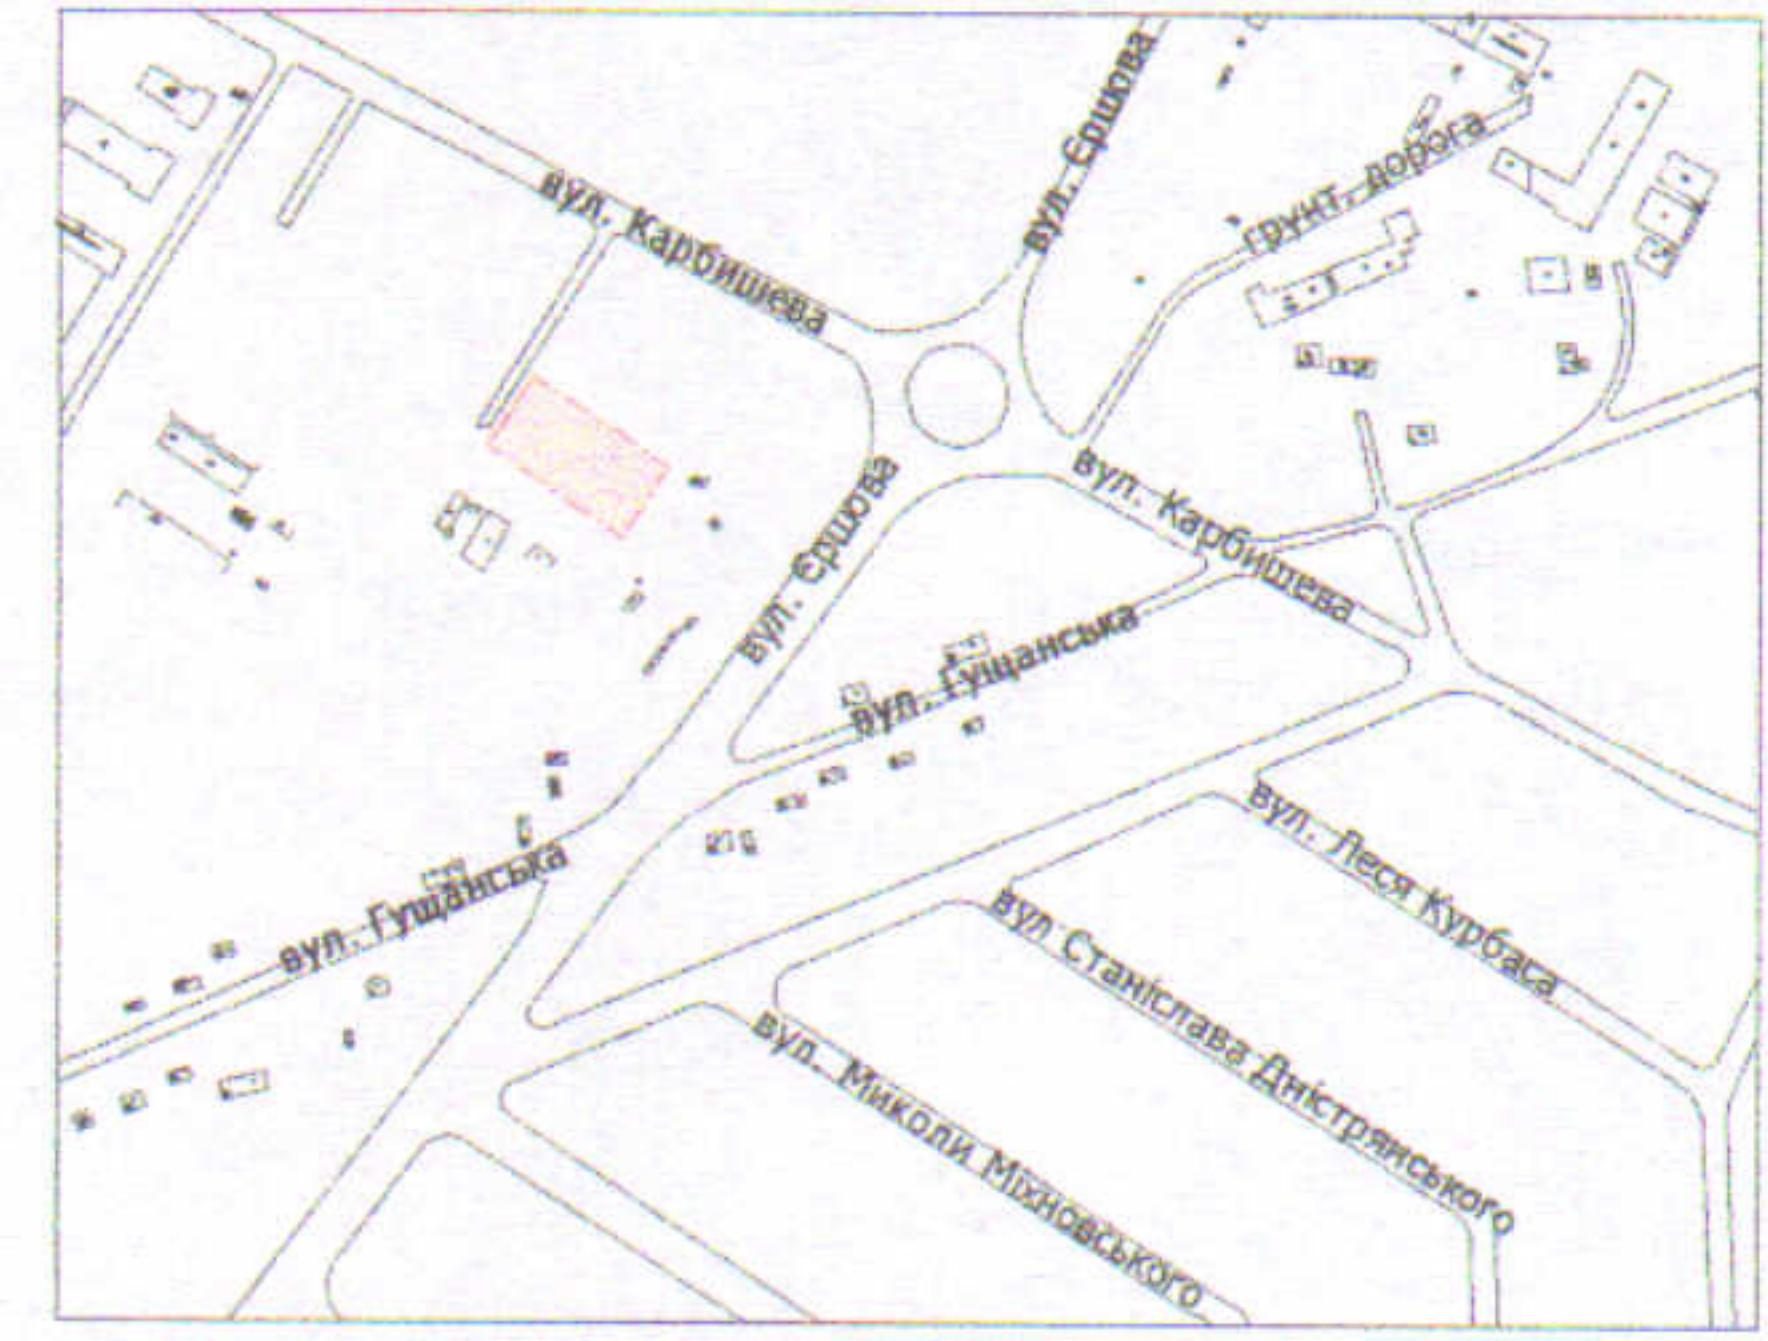 вул. Єршова
грунт. дорога
вул. Карбишева
вул. Карбишева
вул. Єршова
вул. Гущанська
вул. Гущанська
вул. Леся Курбаса
вул Станіслава Дністрянського
вул. Миколи Міхновського